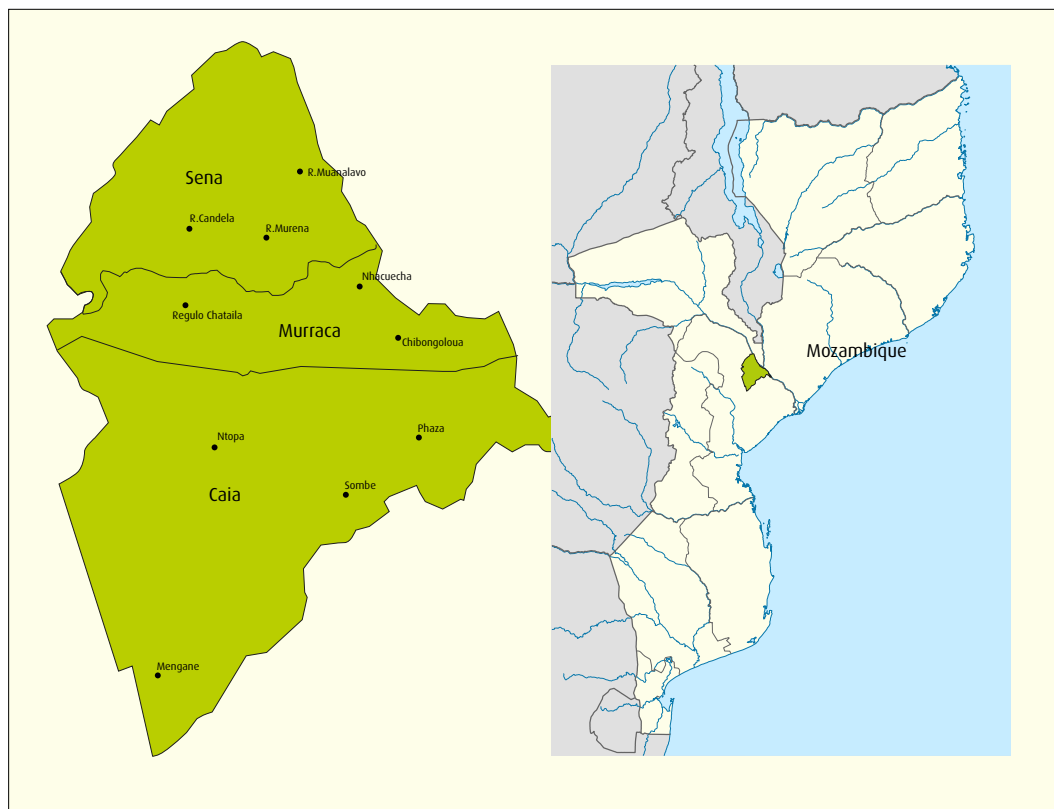 R.Muanalavo
Sena
R.Candela
R.Murena
Nhacuecha
Regulo Chataila
Murraca
Chibongoloua
Mozambique
Phaza
Ntopa
Sombe
Caia
Mengane